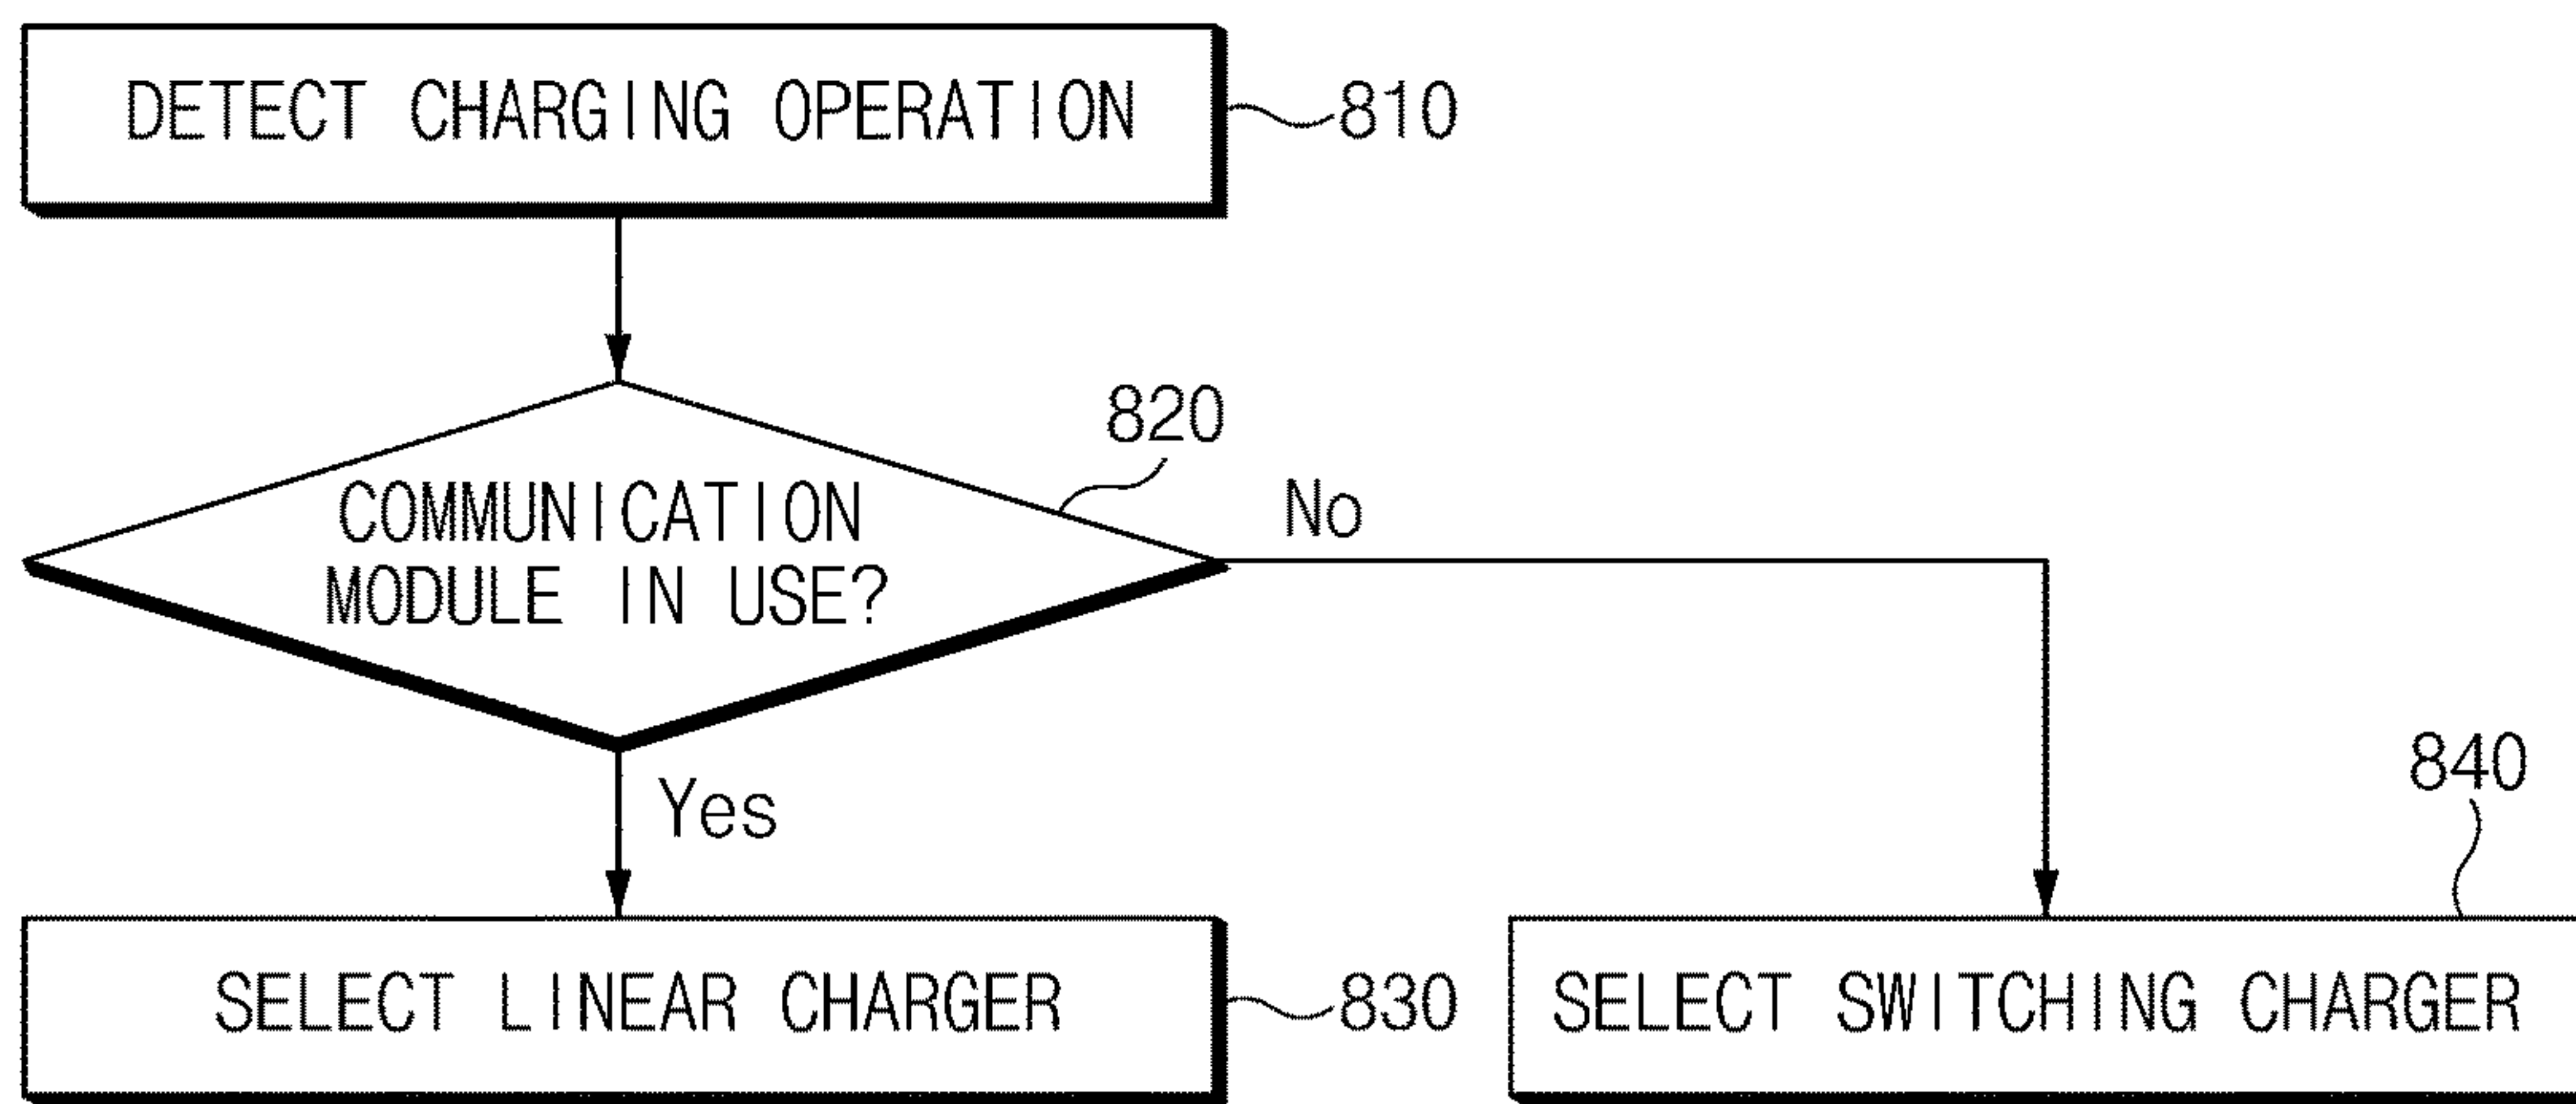 DETECT CHARGING OPERATION
810
820
COMMUNICATION
MODULE IN USE?
No
Yes
840
SELECT LINEAR CHARGER
830
SELECT SWITCHING CHARGER